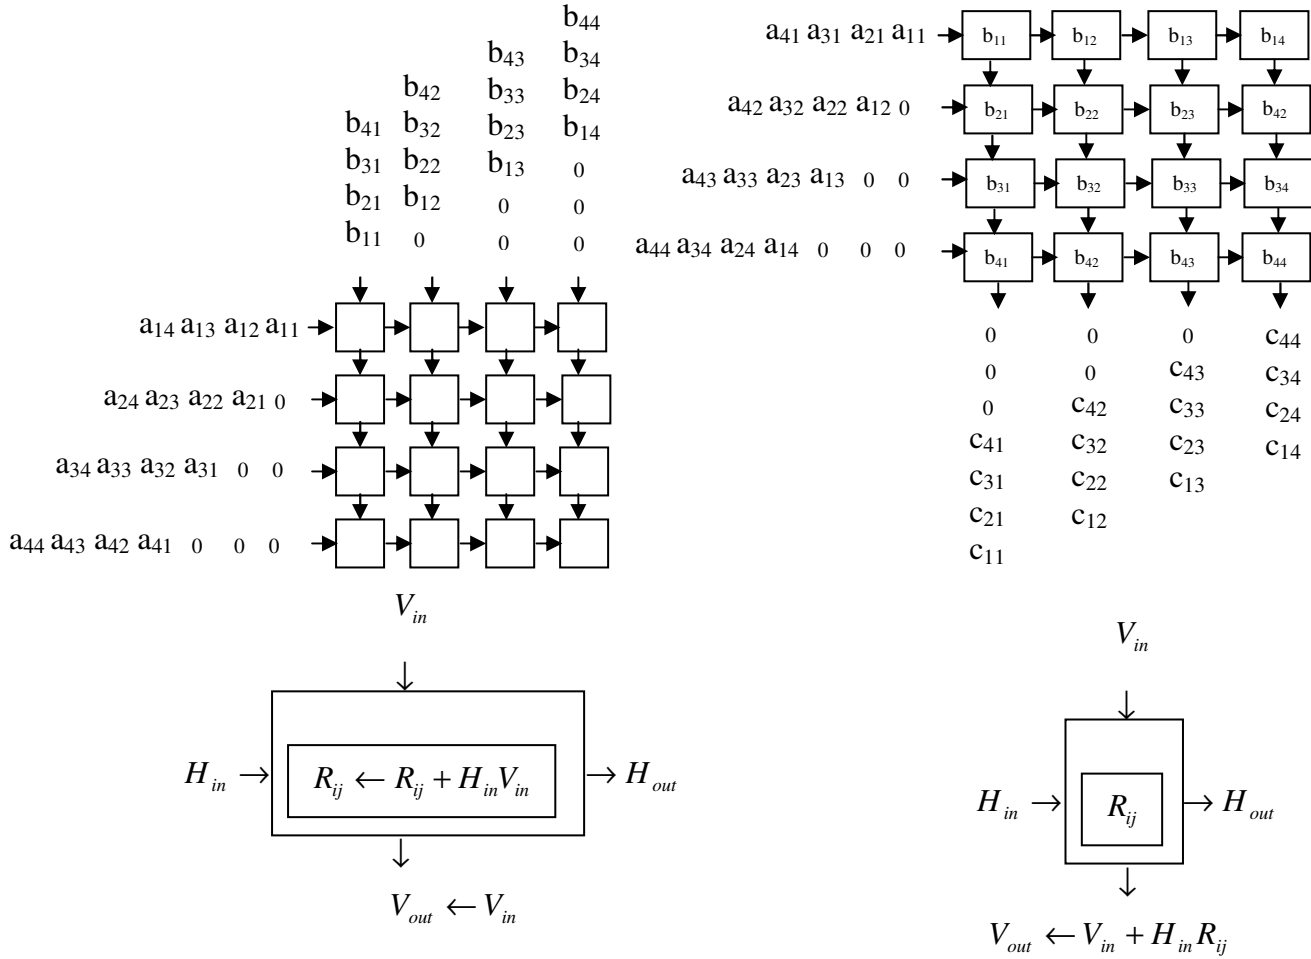 b44
b43 b34
b42 b33 b24
b41 b32 b23 b14
b31 b22 b13 0
b21 b12 0 0
b11 0 0 0
a14 a13 a12 a11
a24 a23 a22 a21 0
a34 a33 a32 a31 0 0
a44 a43 a42 a41 0 0 0
Vin
Hin → Rij ← Rij + HinVin → Hout
Vout ← Vin
a41 a31 a21 a11 b11 b12 b13 b14
a42 a32 a22 a12 0 b21 b22 b23 b42
a43 a33 a23 a13 0 0 b31 b32 b33 b34
a44 a34 a24 a14 0 0 0 b41 b42 b43 b44
0 0 0 c44
0 0 c43 c34
0 c42 c33 c24
c41 c32 c23 c14
c31 c22 c13
c21 c12
c11
Vin
Hin → Rij → Hout
Vout ← Vin + HinRij